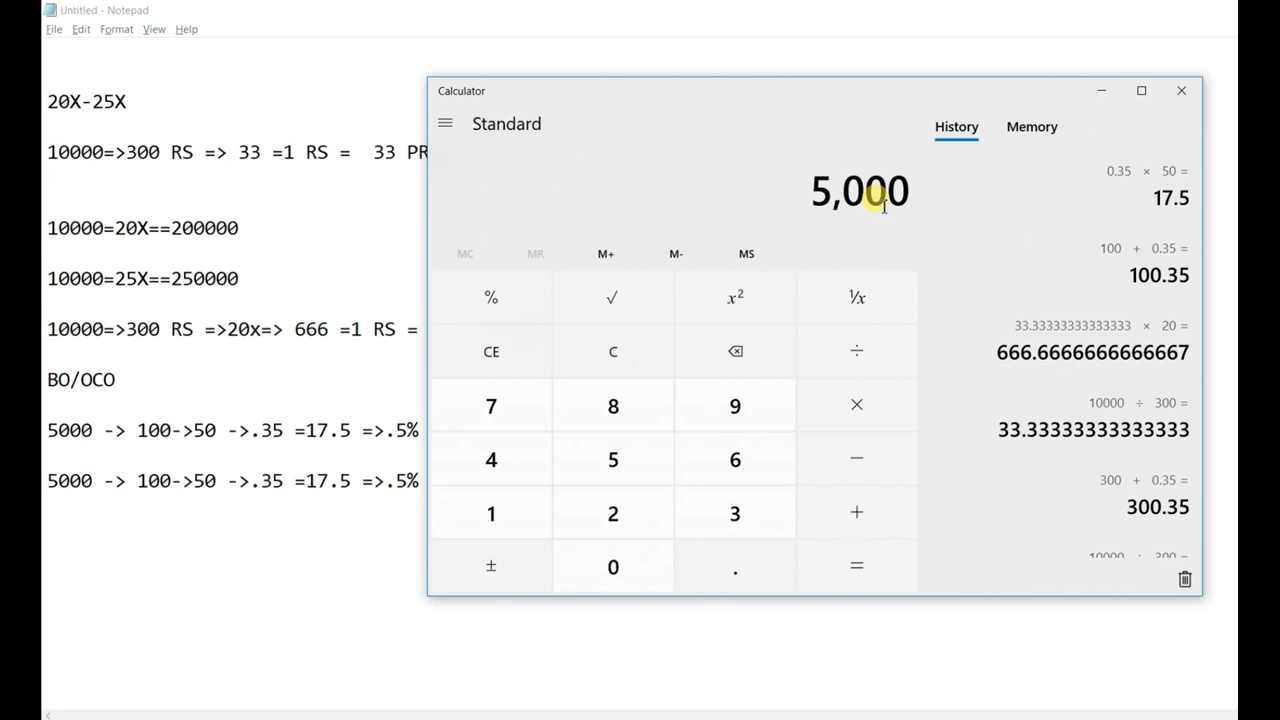 Untitled - Notepad
File Edit Format View Help
20X-25X
10000=>300 RS => 33 =1 RS = 33 PR
10000=20X==200000
10000=25X==250000
10000=>300 RS =>20x=> 666 =1 RS =
BO/OCO
5000 -> 100->50 ->.35 =17.5 =>.5%
5000 -> 100->50 ->.35 =17.5 =>.5%
Calculator
Standard
5,000
MC MR M+ M- MS
% √ x² ¹/x
CE C ÷
7 8 9 ×
4 5 6 −
1 2 3 +
± 0 . =
History Memory
0.35 × 50 =
17.5
100 + 0.35 =
100.35
33.33333333333333 × 20 =
666.6666666666667
10000 ÷ 300 =
33.33333333333333
300 + 0.35 =
300.35
10000 ÷ 300 =